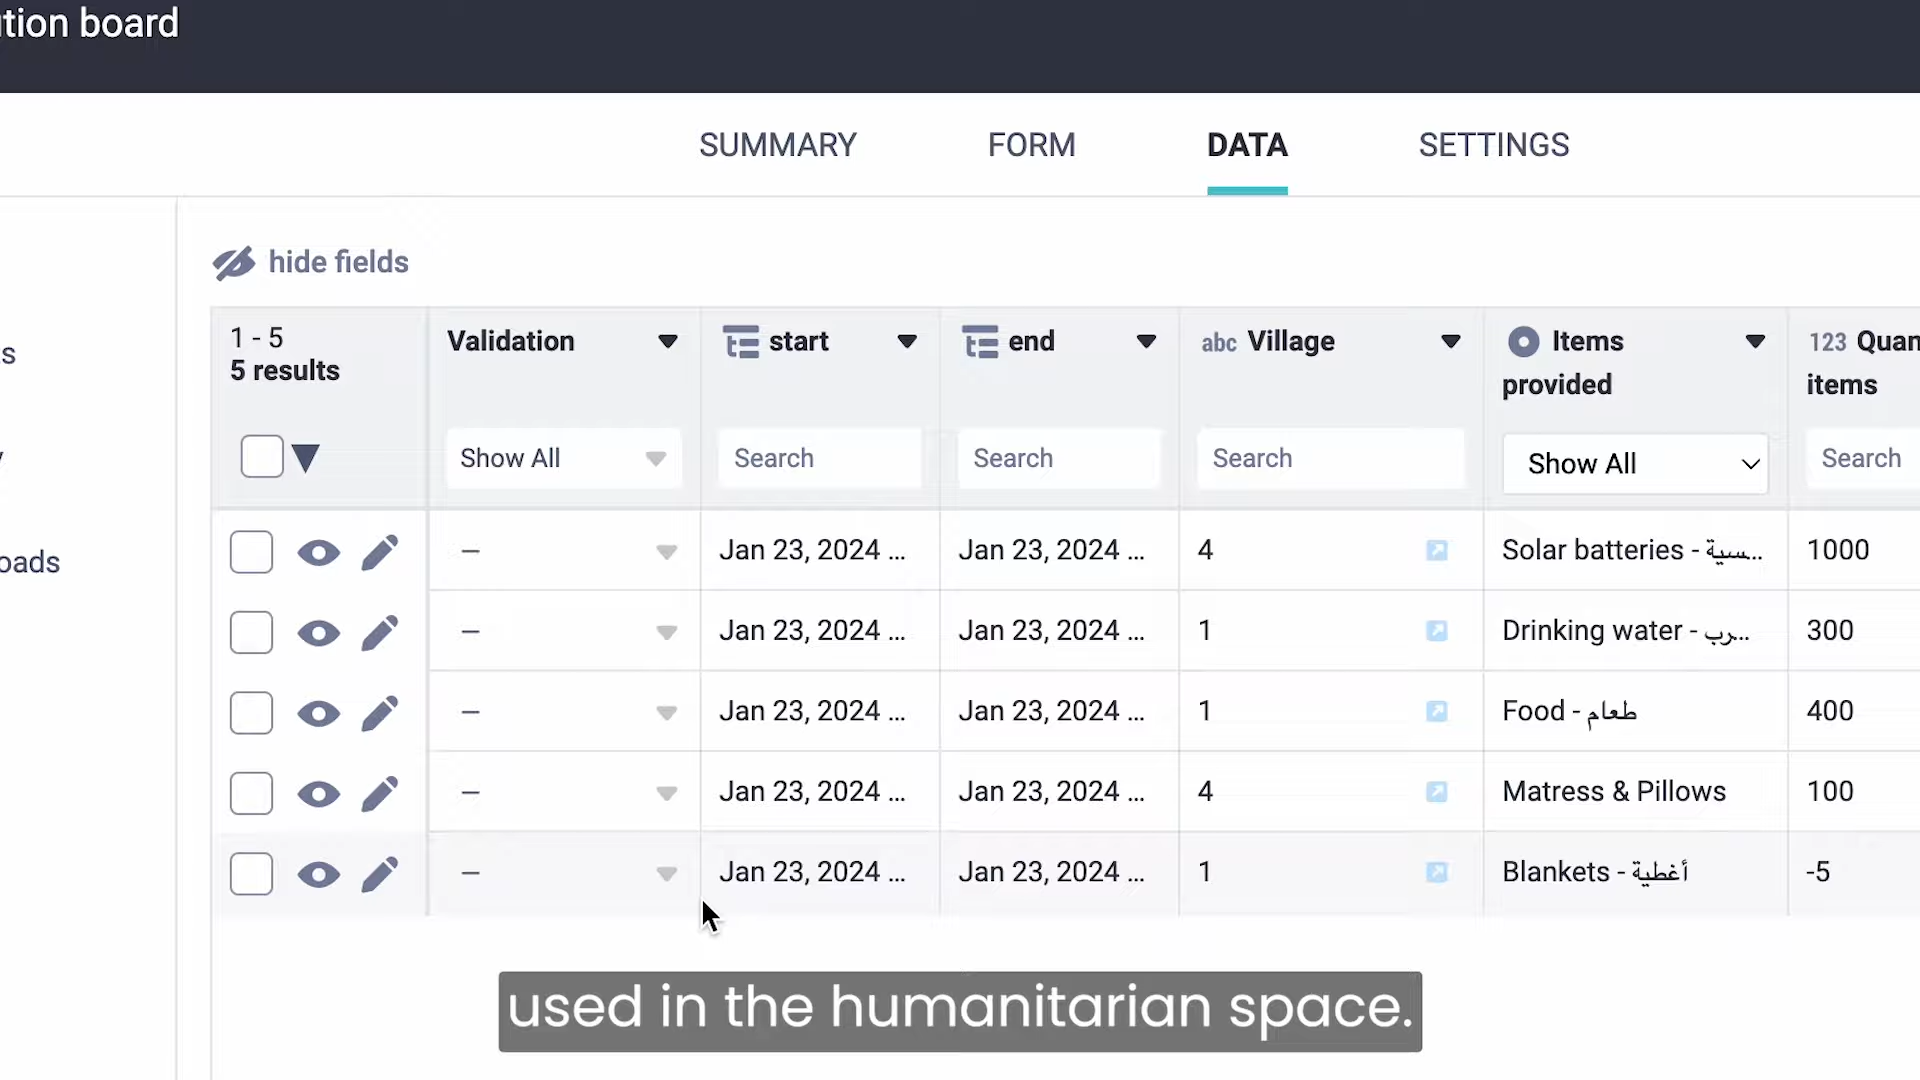 tion board
SUMMARY FORM DATA SETTINGS
hide fields
1 - 5
5 results
Validation start end abc Village Items provided 123 Quan
items
Show All Search Search Search Show All Search
– Jan 23, 2024 ... Jan 23, 2024 ... 4 Solar batteries - سية... 1000
– Jan 23, 2024 ... Jan 23, 2024 ... 1 Drinking water - رب... 300
– Jan 23, 2024 ... Jan 23, 2024 ... 1 Food - طعام 400
– Jan 23, 2024 ... Jan 23, 2024 ... 4 Matress & Pillows 100
– Jan 23, 2024 ... Jan 23, 2024 ... 1 Blankets - أغطية -5
s
y
oads
used in the humanitarian space.